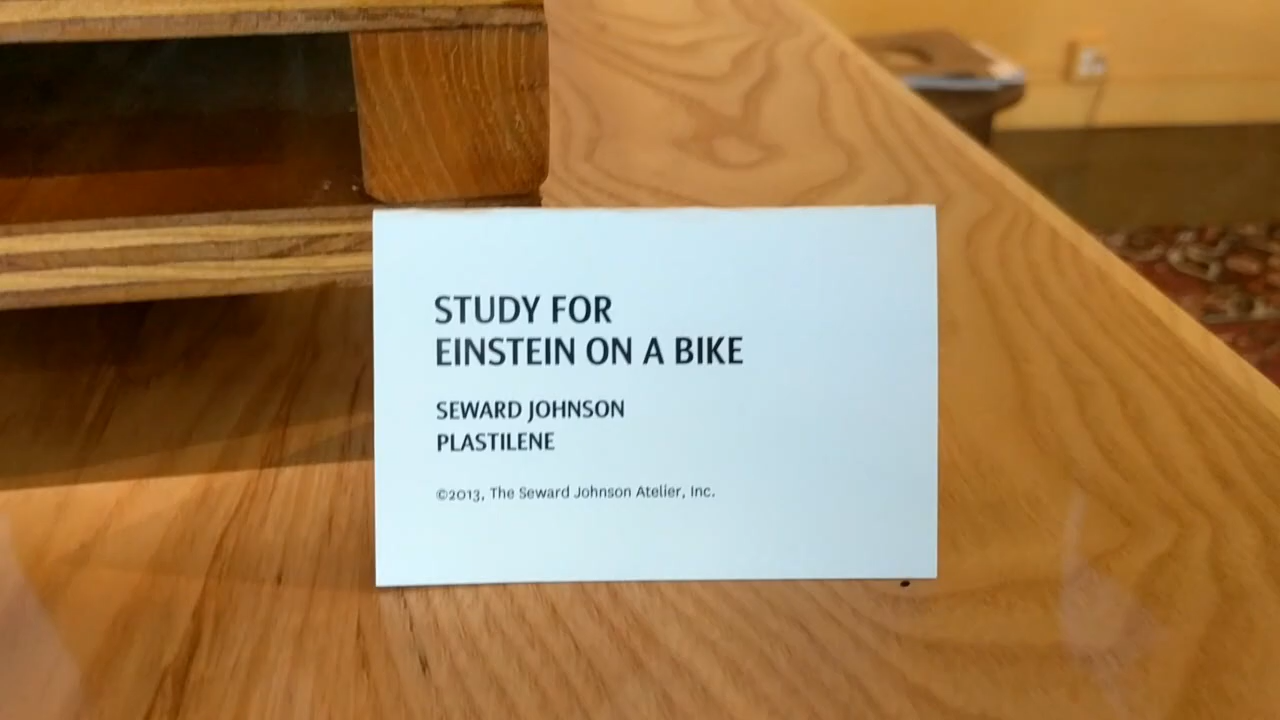 STUDY FOR
EINSTEIN ON A BIKE
SEWARD JOHNSON
PLASTILENE
©2013, The Seward Johnson Atelier, Inc.